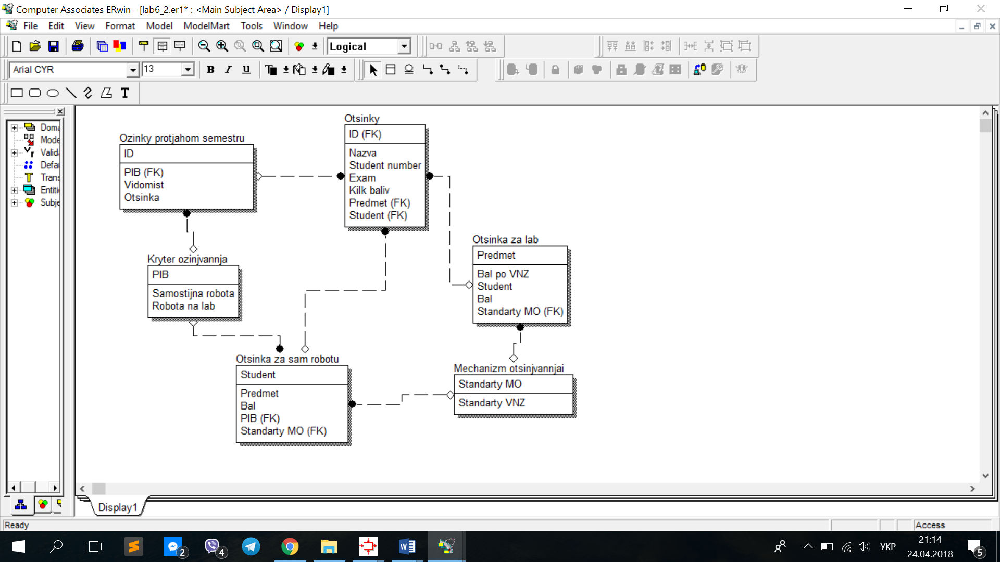 Computer Associates ERwin - [lab6_2.er1* : <Main Subject Area> / Display1]
File Edit View Format Model ModelMart Tools Window Help
Logical
Arial CYR 13 B I U
T
Doma
Mode
Valida
Defau
Trans
Entitie
Subje
Ozinky protjahom semestru
ID
PIB (FK)
Vidomist
Otsinka
Otsinky
ID (FK)
Nazva
Student number
Exam
Kilk baliv
Predmet (FK)
Student (FK)
Kryter ozinjvannja
PIB
Samostijna robota
Robota na lab
Otsinka za lab
Predmet
Bal po VNZ
Student
Bal
Standarty MO (FK)
Otsinka za sam robotu
Student
Predmet
Bal
PIB (FK)
Standarty MO (FK)
Mechanizm otsinjvannjai
Standarty MO
Standarty VNZ
Display1
Ready Access
2
4
УКР
21:14
24.04.2018
5